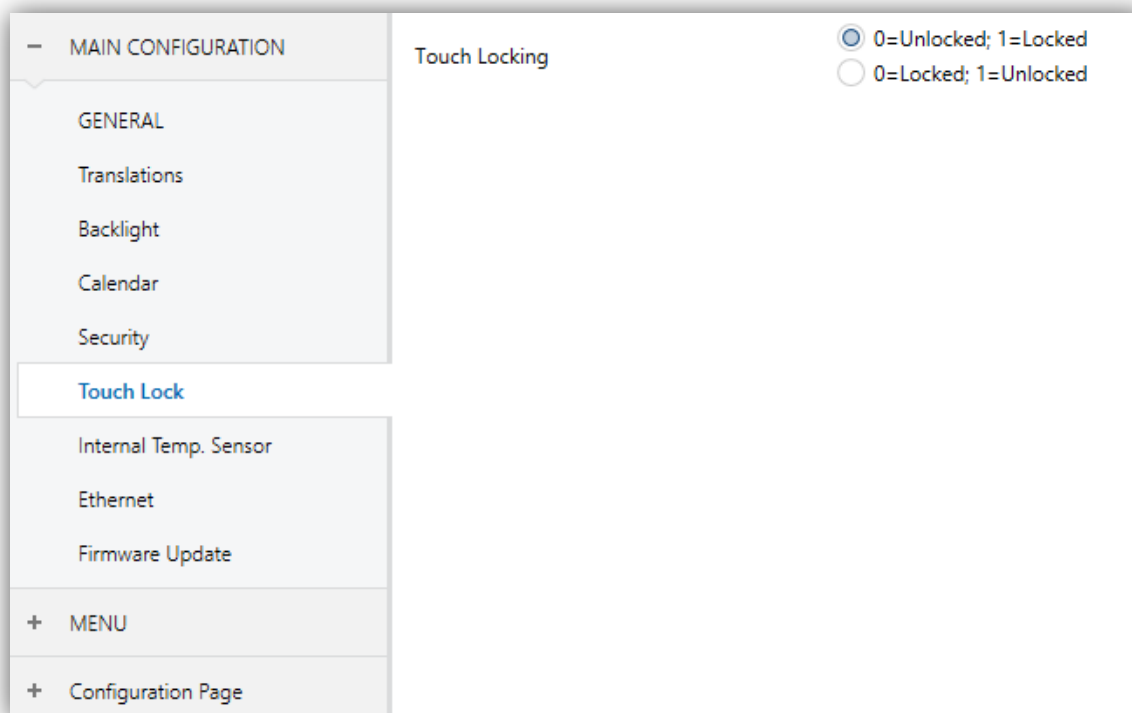 MAIN CONFIGURATION
GENERAL
Translations
Backlight
Calendar
Security
Touch Lock
Internal Temp. Sensor
Ethernet
Firmware Update
MENU
Configuration Page
Touch Locking
0=Unlocked; 1=Locked
0=Locked; 1=Unlocked